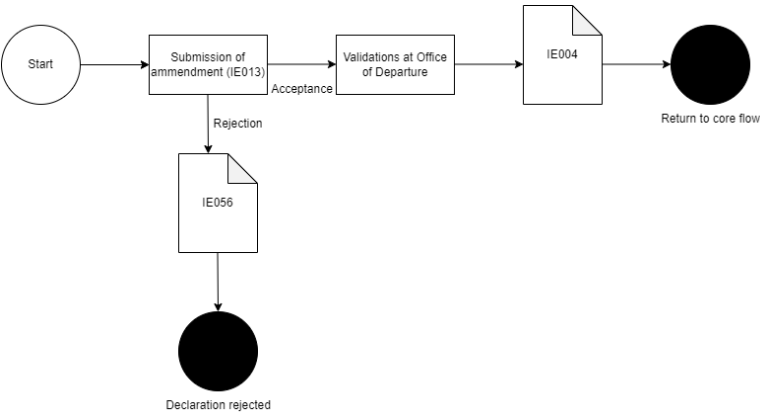 Start
Submission of
ammendment (IE013)
Acceptance
Validations at Office
of Departure
IE004
Return to core flow
Rejection
IE056
Declaration rejected